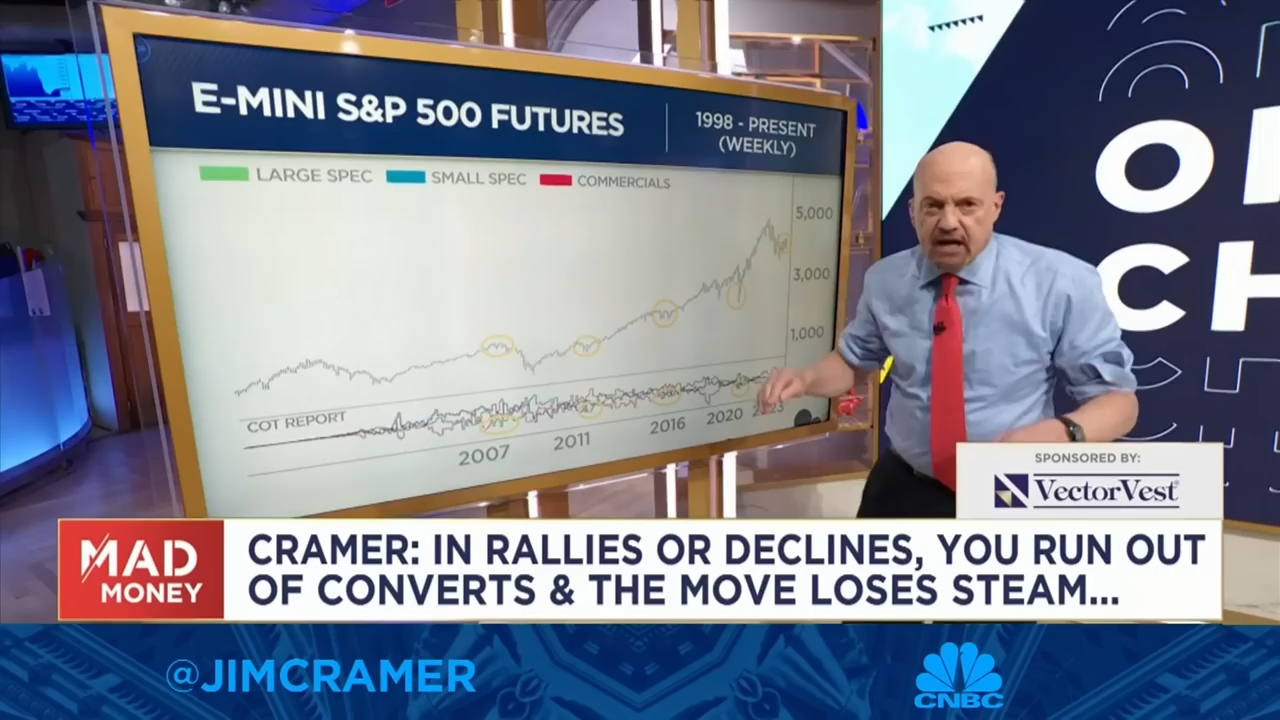 E-MINI S&P 500 FUTURES
1998 - PRESENT
(WEEKLY)
LARGE SPEC
SMALL SPEC
COMMERCIALS
5,000
3,000
1,000
COT REPORT
2007
2011
2016
2020
SPONSORED BY:
VectorVest
MAD
MONEY
CRAMER: IN RALLIES OR DECLINES, YOU RUN OUT
OF CONVERTS & THE MOVE LOSES STEAM...
@JIMCRAMER
CNBC